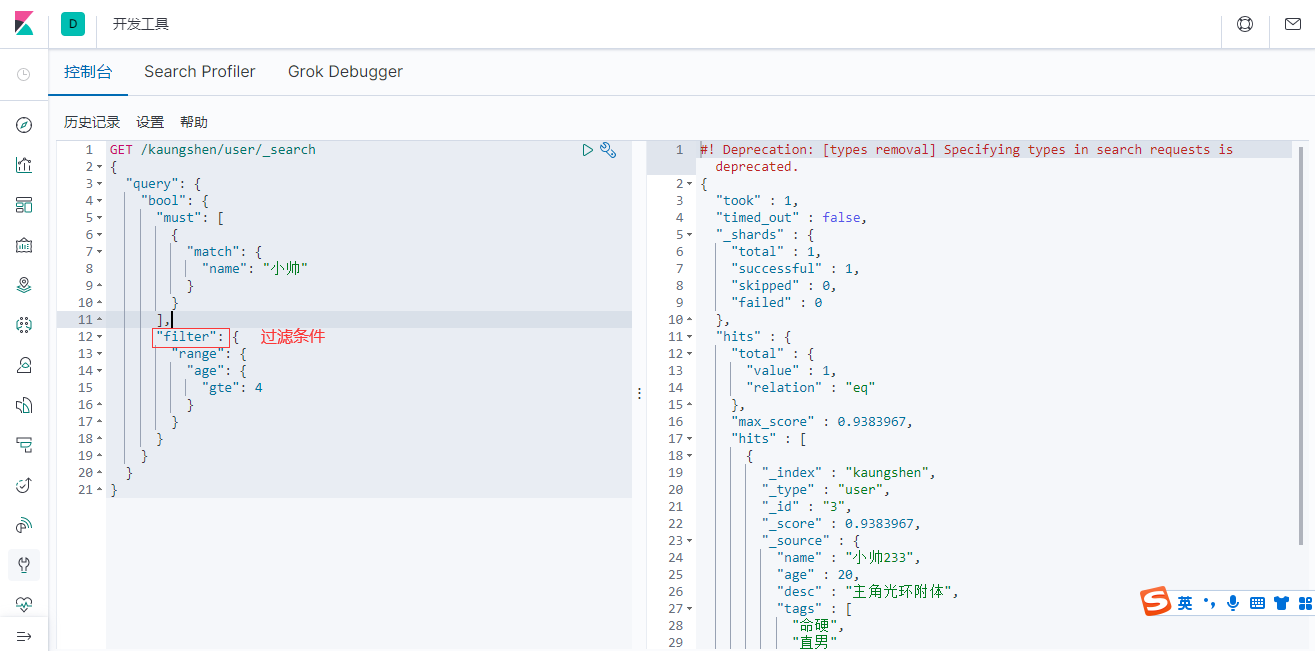 D 开发工具
控制台 Search Profiler Grok Debugger
历史记录 设置 帮助
1 GET /kaungshen/user/_search
2 {
3 "query": {
4 "bool": {
5 "must": [
6 {
7 "match": {
8 "name": "小帅"
9 }
10 }
11 ],
12 "filter": { 过滤条件
13 "range": {
14 "age": {
15 "gte": 4
16 }
17 }
18 }
19 }
20 }
21 }
1 #! Deprecation: [types removal] Specifying types in search requests is
deprecated.
2 {
3 "took" : 1,
4 "timed_out" : false,
5 "_shards" : {
6 "total" : 1,
7 "successful" : 1,
8 "skipped" : 0,
9 "failed" : 0
10 },
11 "hits" : {
12 "total" : {
13 "value" : 1,
14 "relation" : "eq"
15 },
16 "max_score" : 0.9383967,
17 "hits" : [
18 {
19 "_index" : "kaungshen",
20 "_type" : "user",
21 "_id" : "3",
22 "_score" : 0.9383967,
23 "_source" : {
24 "name" : "小帅233",
25 "age" : 20,
26 "desc" : "主角光环附体",
27 "tags" : [
28 "命硬",
29 "直男"
S 英